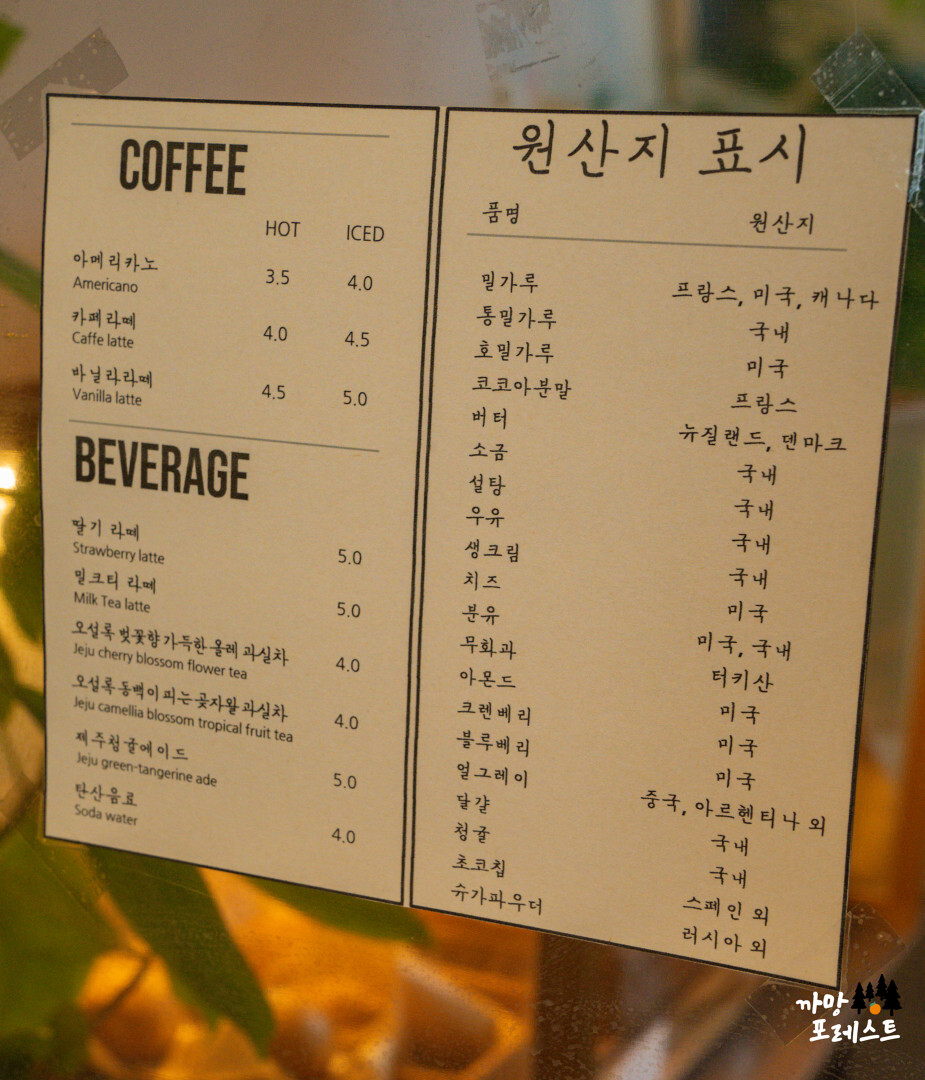 COFFEE
HOT ICED
아메리카노 3.5 4.0
Americano
카페라떼 4.0 4.5
Caffe latte
바닐라라떼 4.5 5.0
Vanilla latte
BEVERAGE
딸기 라떼
Strawberry latte 5.0
밀크티 라떼
Milk Tea latte 5.0
오설록 벚꽃향 가득한 올레 과실차
Jeju cherry blossom flower tea 4.0
오설록 동백이 피는 곶자왈 과실차
Jeju camellia blossom tropical fruit tea 4.0
제주청귤에이드
Jeju green-tangerine ade 5.0
탄산음료
Soda water 4.0
원산지 표시
품명 원산지
밀가루 프랑스, 미국, 캐나다
통밀가루 국내
호밀가루 미국
코코아분말 프랑스
버터 뉴질랜드, 덴마크
소금 국내
설탕 국내
우유 국내
생크림 국내
치즈 미국
분유 미국, 국내
무화과 터키산
아몬드 미국
크렌베리 미국
블루베리 미국
얼그레이 중국, 아르헨티나 외
달걀 국내
청귤 국내
초코칩 스페인 외
슈가파우더 러시아 외
까망
포레스트